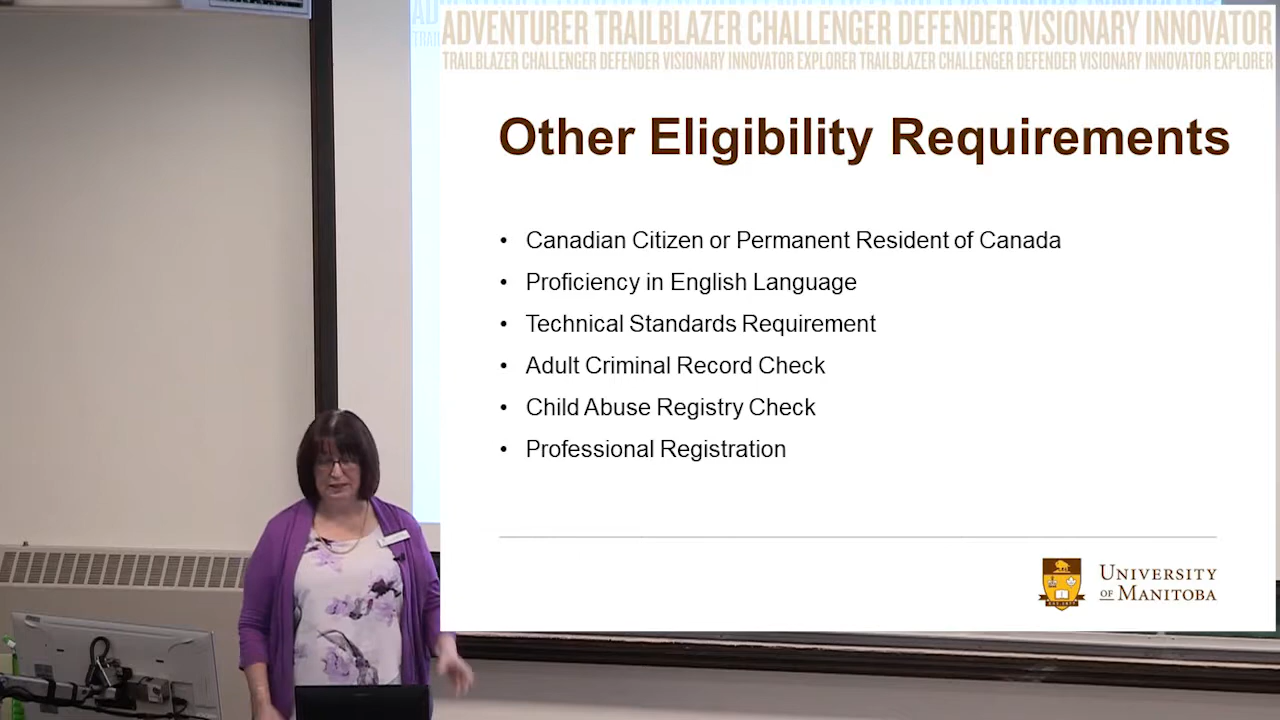 ADVENTURER TRAILBLAZER CHALLENGER DEFENDER VISIONARY INNOVATOR
TRAILBLAZER CHALLENGER DEFENDER VISIONARY INNOVATOR EXPLORER TRAILBLAZER CHALLENGER DEFENDER VISIONARY INNOVATOR EXPLORER
Other Eligibility Requirements
• Canadian Citizen or Permanent Resident of Canada
• Proficiency in English Language
• Technical Standards Requirement
• Adult Criminal Record Check
• Child Abuse Registry Check
• Professional Registration
UNIVERSITY
OF MANITOBA